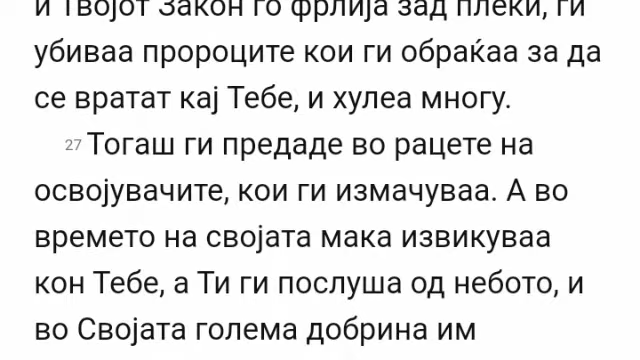 и Твојот Закон го фрлија зад плеќи, ги
убиваа пророците кои ги обраќаа за да
се вратат кај Тебе, и хулеа многу.
27 Тогаш ги предаде во рацете на
освојувачите, кои ги измачуваа. А во
времето на својата мака извикуваа
кон Тебе, а Ти ги послуша од небото, и
во Својата голема добрина им